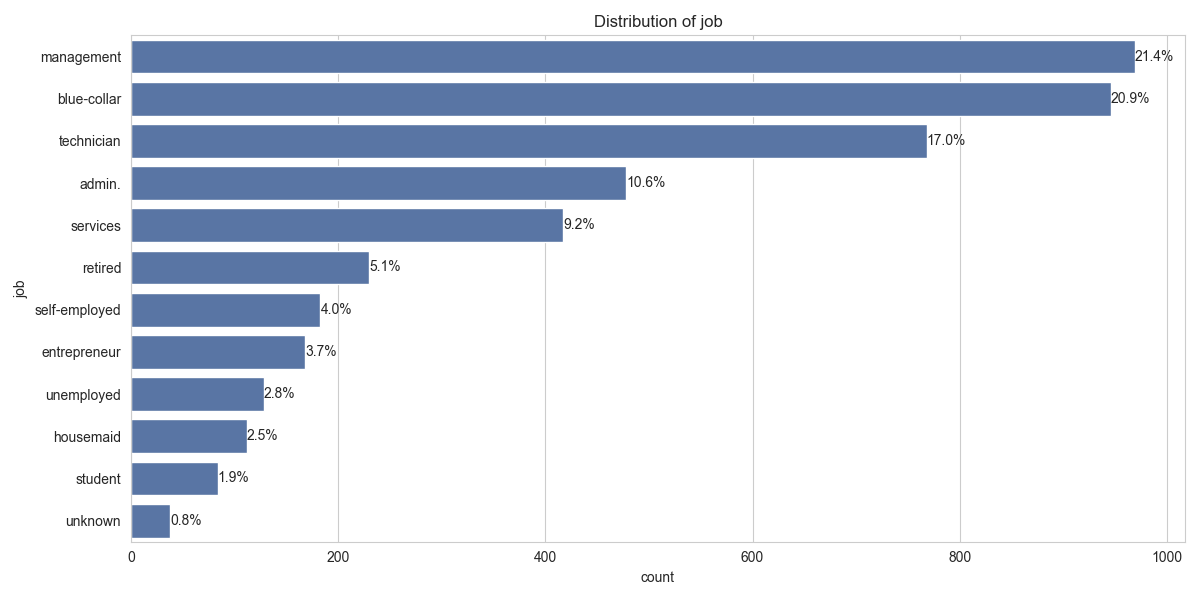 Distribution of job
management
21.4%
blue-collar
20.9%
technician
17.0%
admin.
10.6%
services
9.2%
retired
5.1%
self-employed
4.0%
entrepreneur
3.7%
unemployed
2.8%
housemaid
2.5%
student
1.9%
unknown
0.8%
job
0 200 400 600 800 1000
count